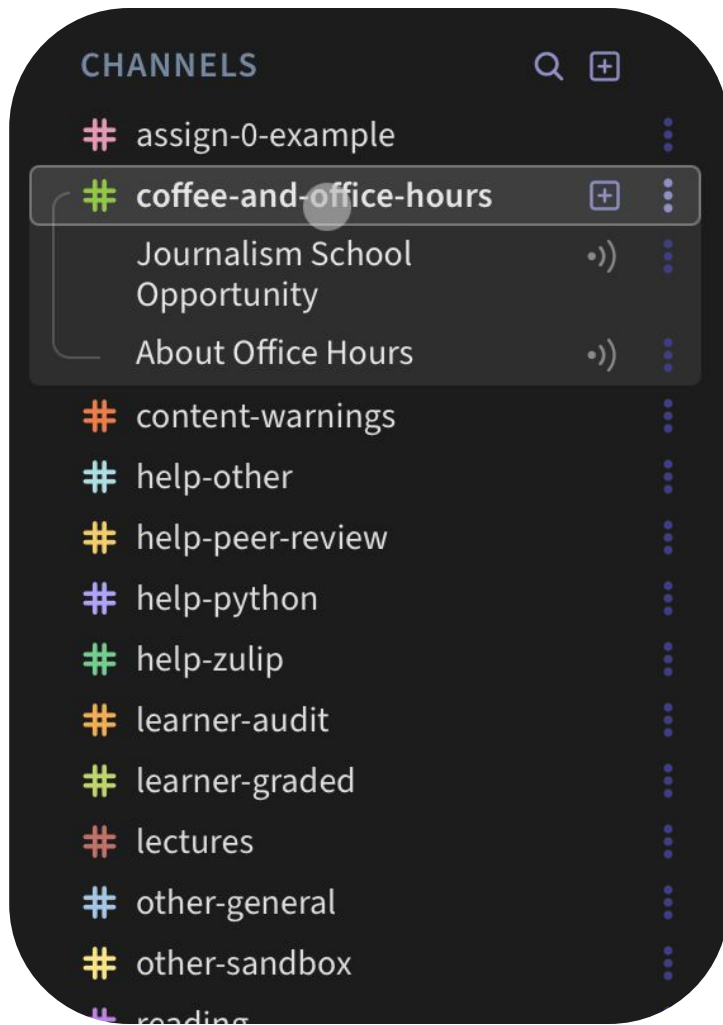 CHANNELS
# assign-0-example
# coffee-and-office-hours
Journalism School
Opportunity
About Office Hours
# content-warnings
# help-other
# help-peer-review
# help-python
# help-zulip
# learner-audit
# learner-graded
# lectures
# other-general
# other-sandbox
# reading